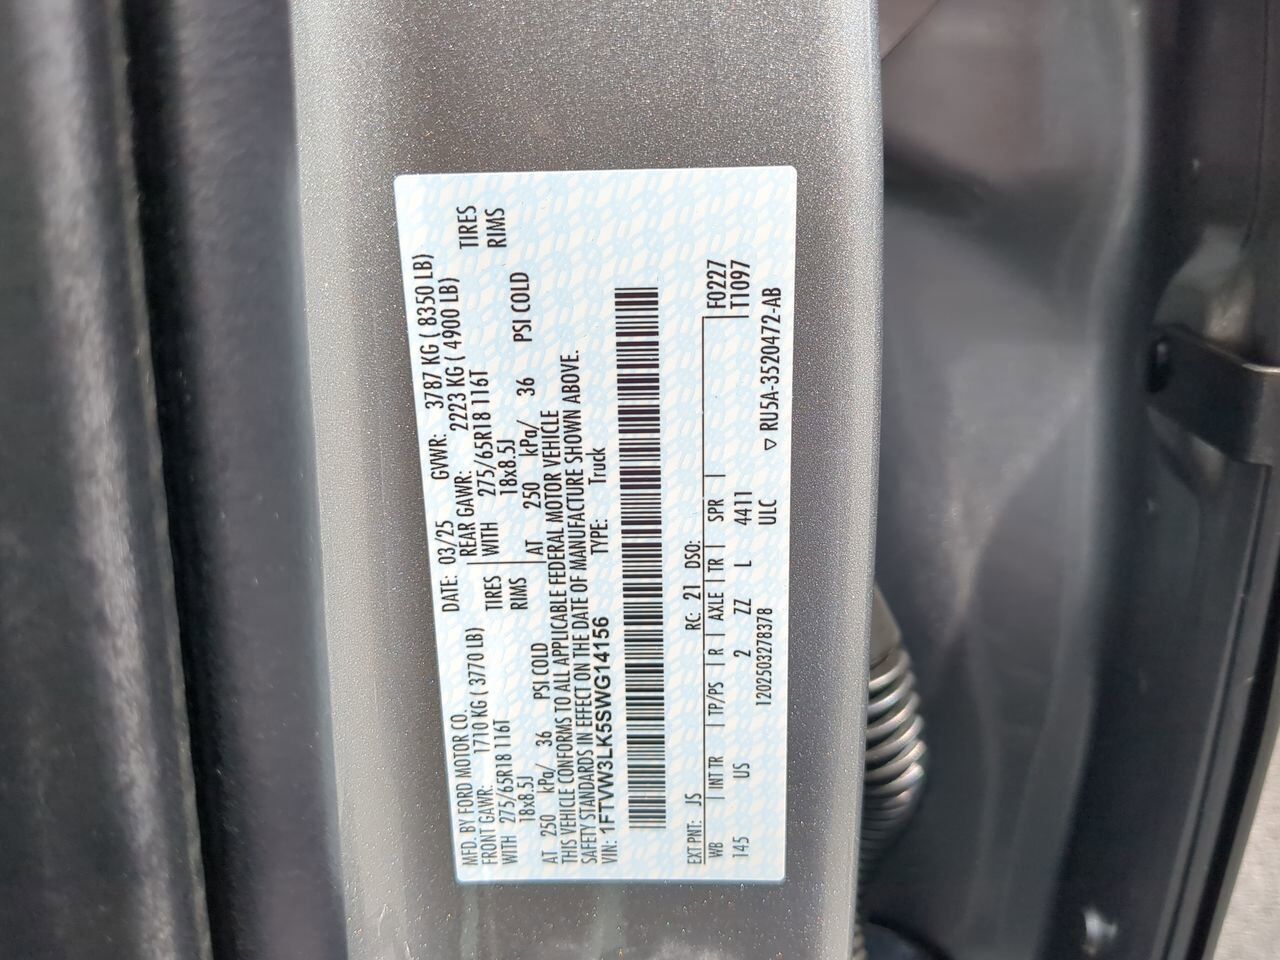 MFD. BY FORD MOTOR CO.
DATE: 03/25 GVWR: 3787 KG ( 8350 LB)
FRONT GAWR: 1710 KG ( 3770 LB) REAR GAWR: 2223 KG ( 4900 LB)
WITH 275/65R18 116T TIRES WITH 275/65R18 116T TIRES
18x8.5J RIMS 18x8.5J RIMS
AT 250 kPa/ 36 PSI COLD AT 250 kPa/ 36 PSI COLD
THIS VEHICLE CONFORMS TO ALL APPLICABLE FEDERAL MOTOR VEHICLE
SAFETY STANDARDS IN EFFECT ON THE DATE OF MANUFACTURE SHOWN ABOVE.
VIN: 1FTVW3LK5SWG14156 TYPE: Truck
EXT PNT: JS RC: 21 DSO: F0227
WB INT TR TP/PS R AXLE TR SPR T1097
145 US 2 ZZ L 4411
1202503278378 ULC ▽ RU5A-3520472-AB